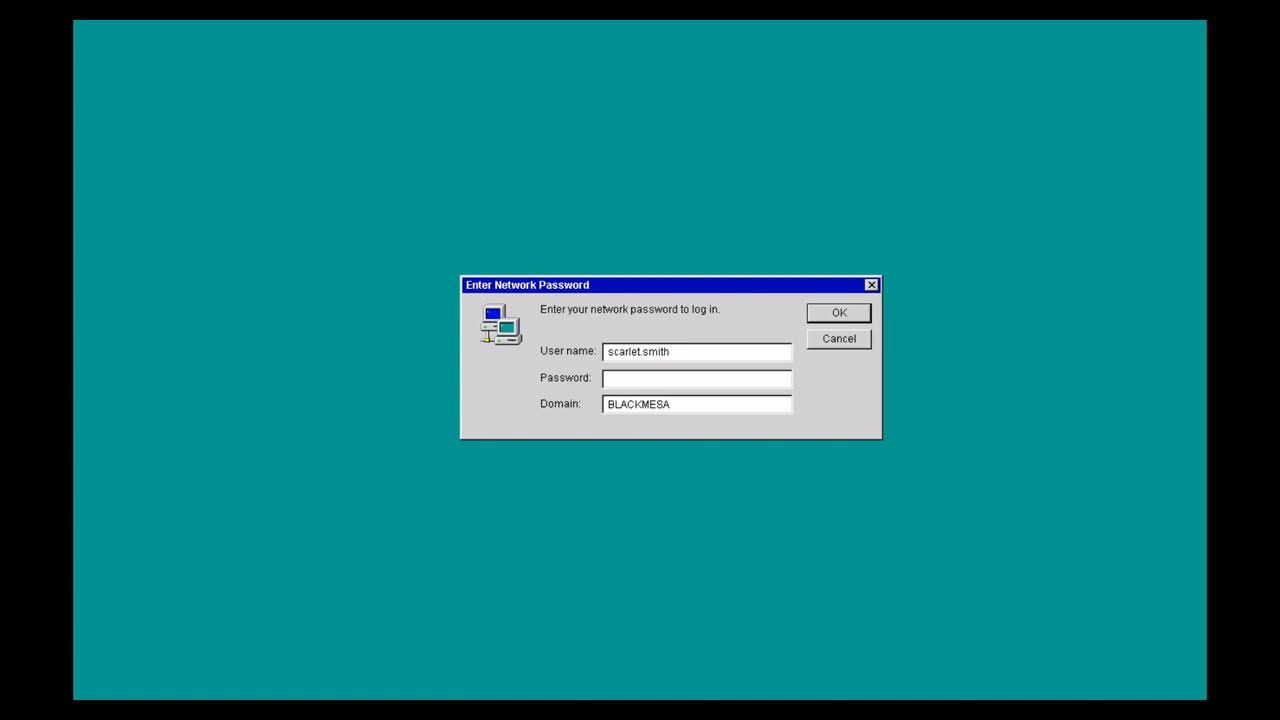 Enter Network Password
Enter your network password to log in.
OK
Cancel
User name: scarlet.smith
Password:
Domain: BLACKMESA